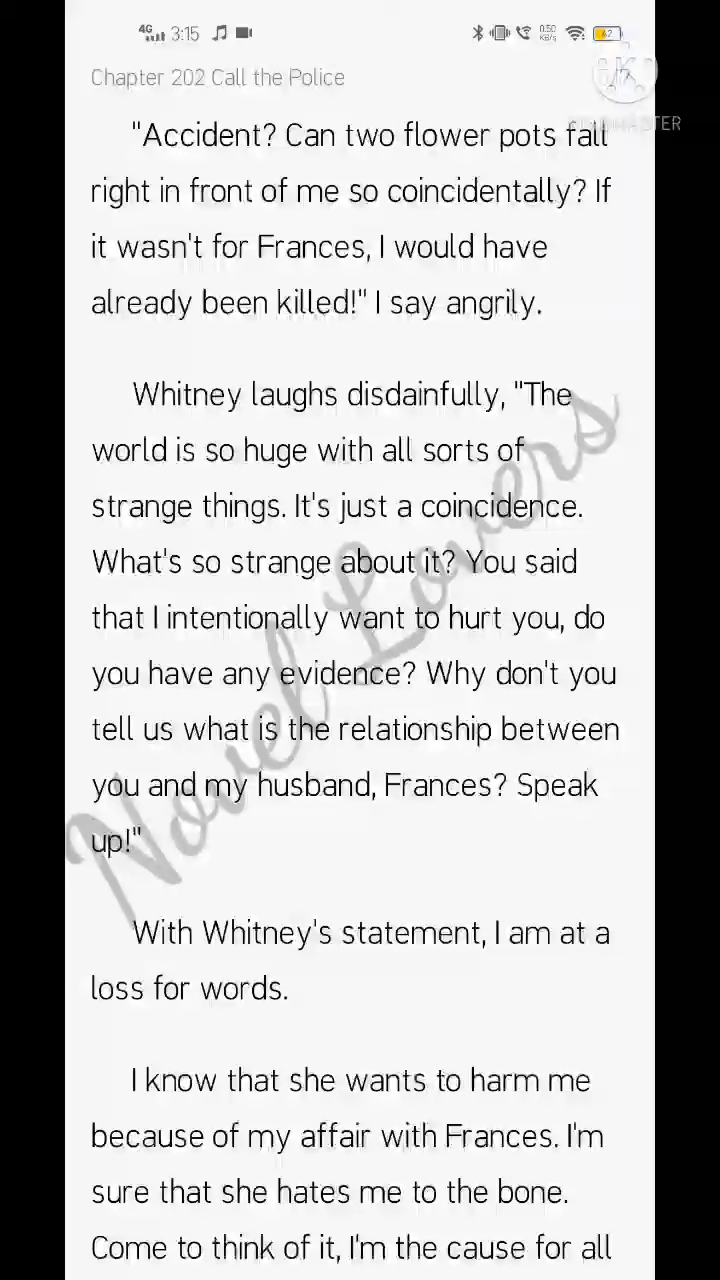 4G 3:15 0.50 KB/s 62
Chapter 202 Call the Police
"Accident? Can two flower pots fall
right in front of me so coincidentally? If
it wasn't for Frances, I would have
already been killed!" I say angrily.
Whitney laughs disdainfully, "The
world is so huge with all sorts of
strange things. It's just a coincidence.
What's so strange about it? You said
that I intentionally want to hurt you, do
you have any evidence? Why don't you
tell us what is the relationship between
you and my husband, Frances? Speak
up!"
With Whitney's statement, I am at a
loss for words.
I know that she wants to harm me
because of my affair with Frances. I'm
sure that she hates me to the bone.
Come to think of it, I'm the cause for all
Novel Lovers